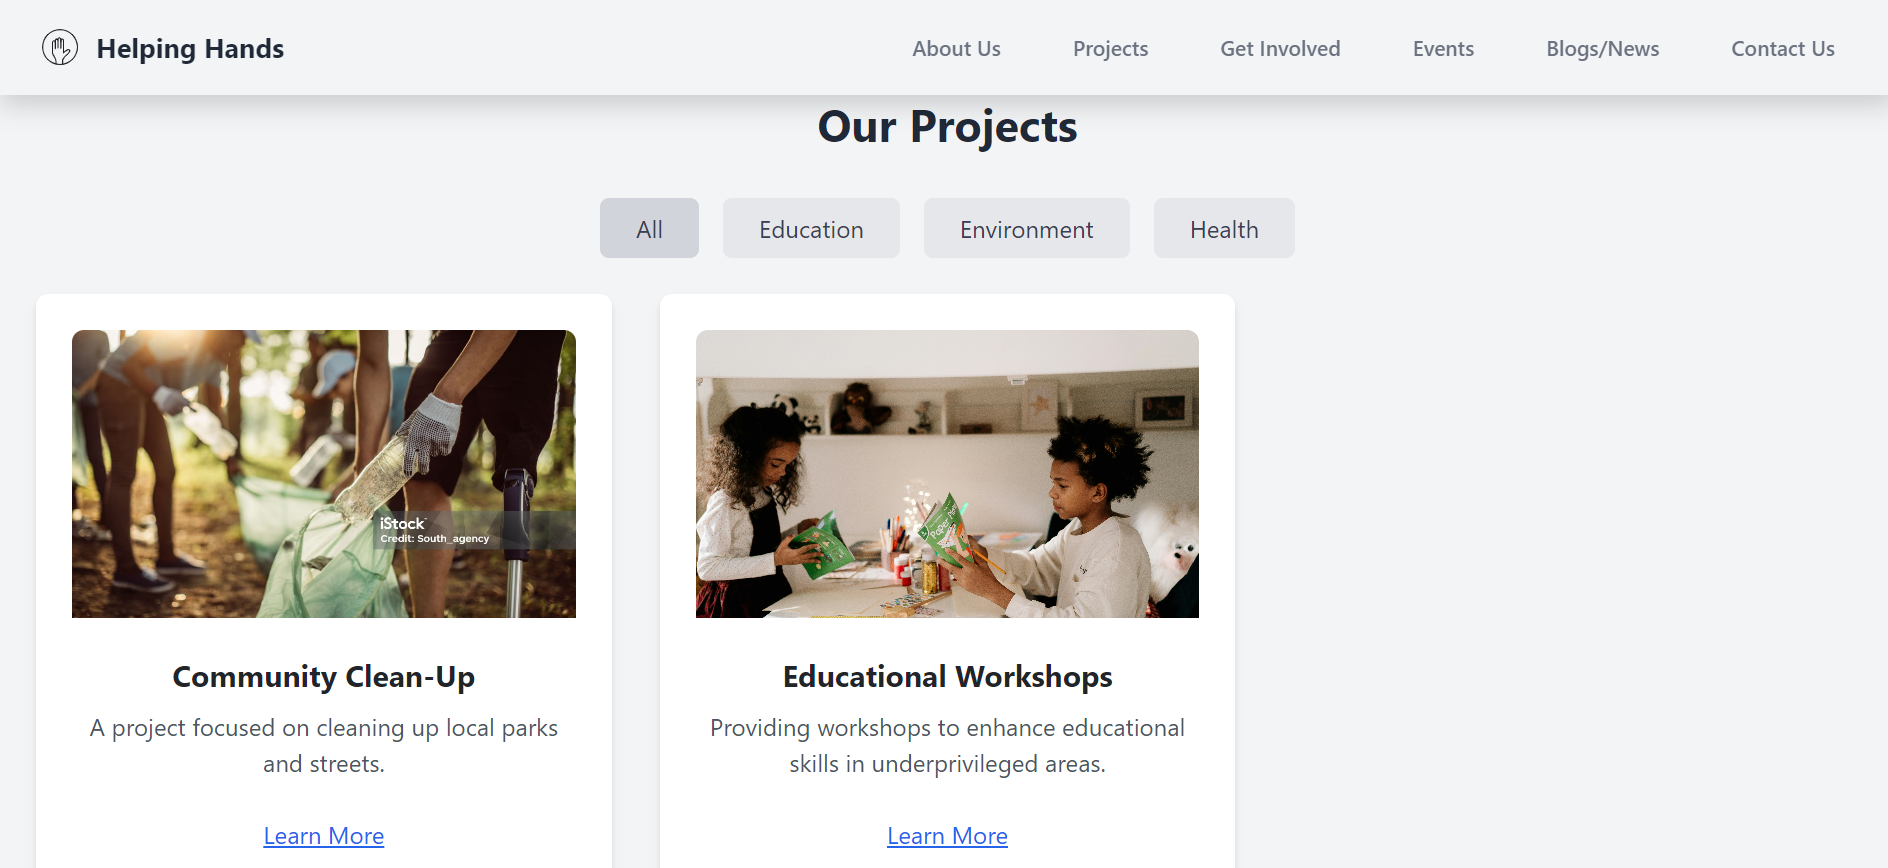 Helping Hands
About Us
Projects
Get Involved
Events
Blogs/News
Contact Us
Our Projects
All
Education
Environment
Health
iStock
Credit: South_agency
Community Clean-Up
A project focused on cleaning up local parks
and streets.
Learn More
Educational Workshops
Providing workshops to enhance educational
skills in underprivileged areas.
Learn More